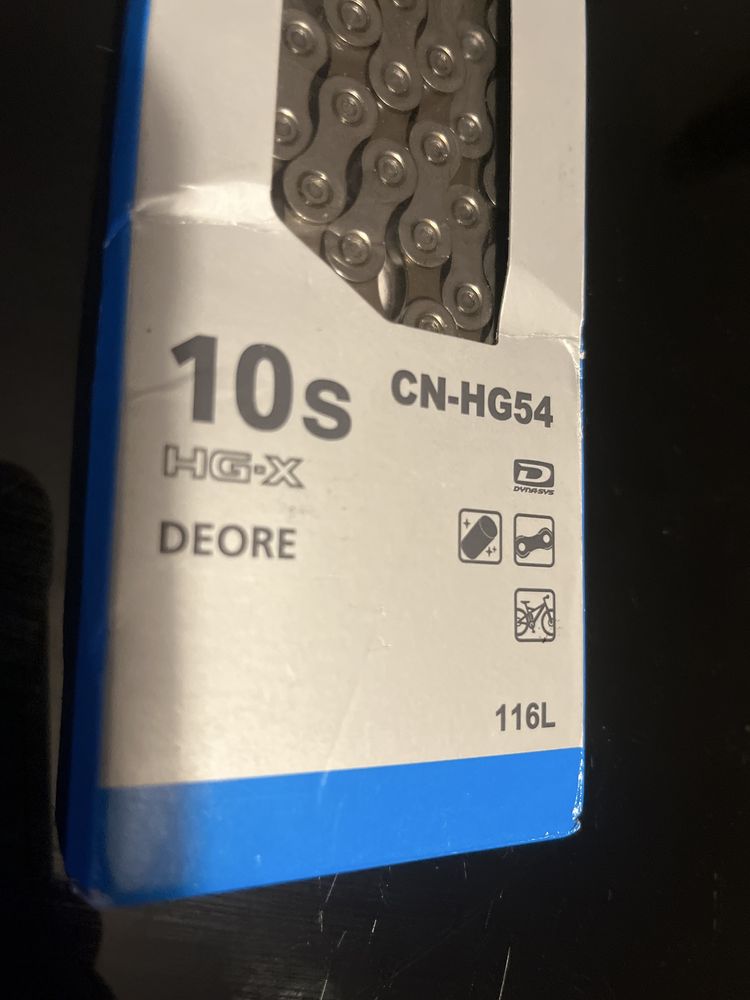 10s
CN-HG54
HG-X
D
DYNA-SYS
DEORE
116L